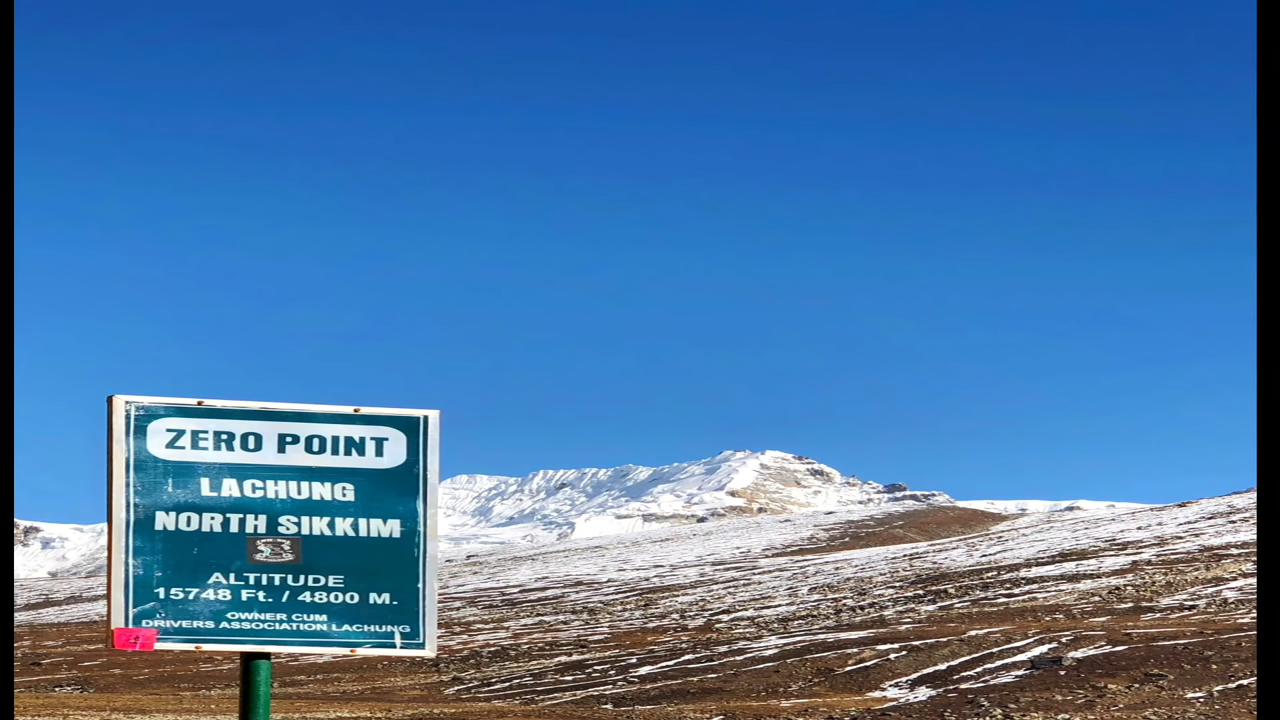 ZERO POINT
LACHUNG
NORTH SIKKIM
ALTITUDE
15748 Ft. / 4800 M.
OWNER CUM
DRIVERS ASSOCIATION LACHUNG